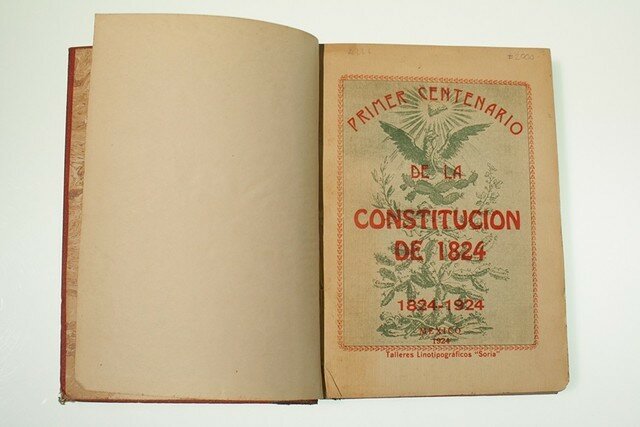 PRIMER CENTENARIO
DE LA
CONSTITUCION
DE 1824
1824-1924
MEXICO
1924
Talleres Linotipográficos "Soria"